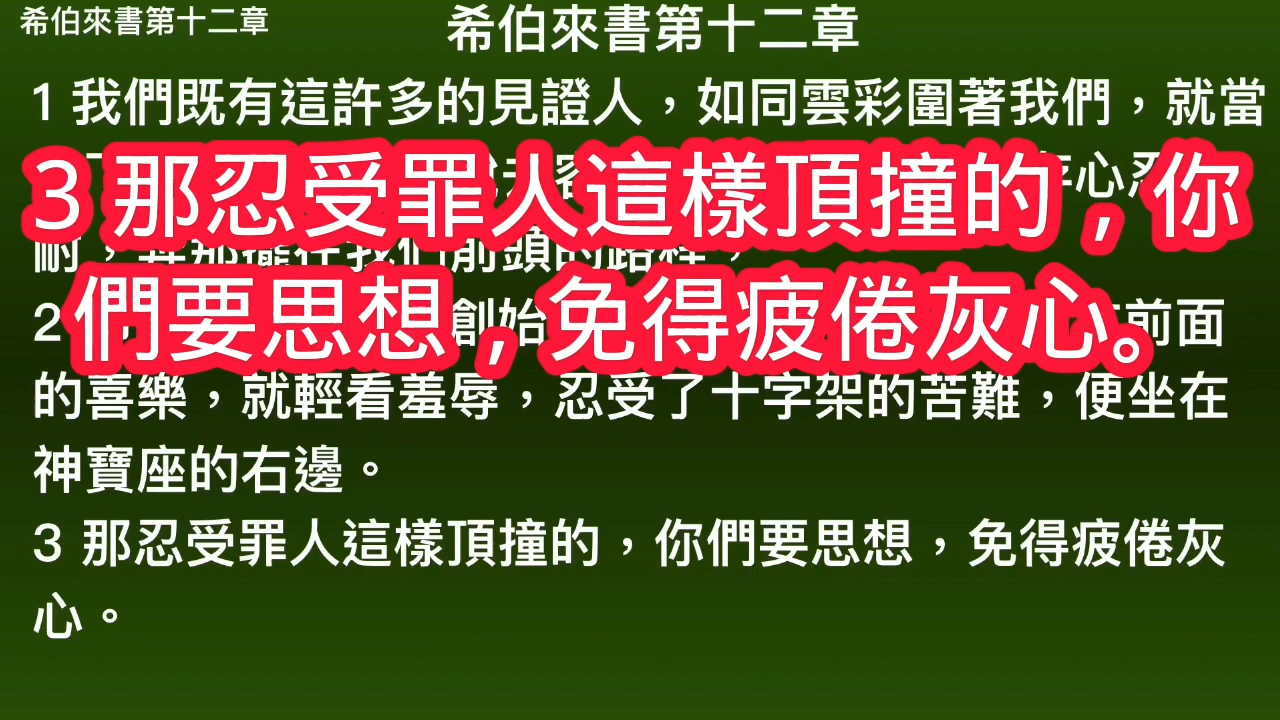 希伯來書第十二章
希伯來書第十二章
1 我們既有這許多的見證人，如同雲彩圍著我們，就當
3 那忍受罪人這樣頂撞的，你
們要思想，免得疲倦灰心。
耐，
2 創始 前面
的喜樂，就輕看羞辱，忍受了十字架的苦難，便坐在
神寶座的右邊。
3 那忍受罪人這樣頂撞的，你們要思想，免得疲倦灰
心。